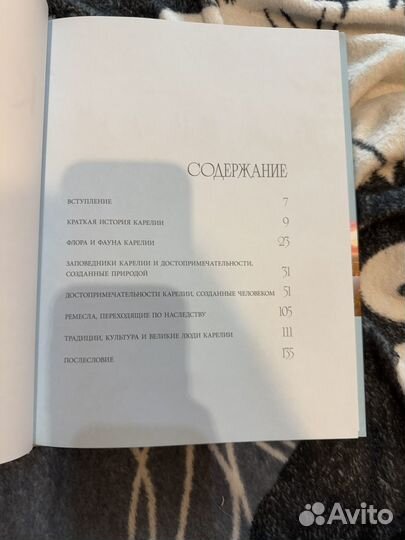 СОДЕРЖАНИЕ
ВСТУПЛЕНИЕ 7
КРАТКАЯ ИСТОРИЯ КАРЕЛИИ 9
ФЛОРА И ФАУНА КАРЕЛИИ 23
ЗАПОВЕДНИКИ КАРЕЛИИ И ДОСТОПРИМЕЧАТЕЛЬНОСТИ,
СОЗДАННЫЕ ПРИРОДОЙ 31
ДОСТОПРИМЕЧАТЕЛЬНОСТИ КАРЕЛИИ, СОЗДАННЫЕ ЧЕЛОВЕКОМ 51
РЕМЕСЛА, ПЕРЕХОДЯЩИЕ ПО НАСЛЕДСТВУ 105
ТРАДИЦИИ, КУЛЬТУРА И ВЕЛИКИЕ ЛЮДИ КАРЕЛИИ 111
ПОСЛЕСЛОВИЕ 135
Avito